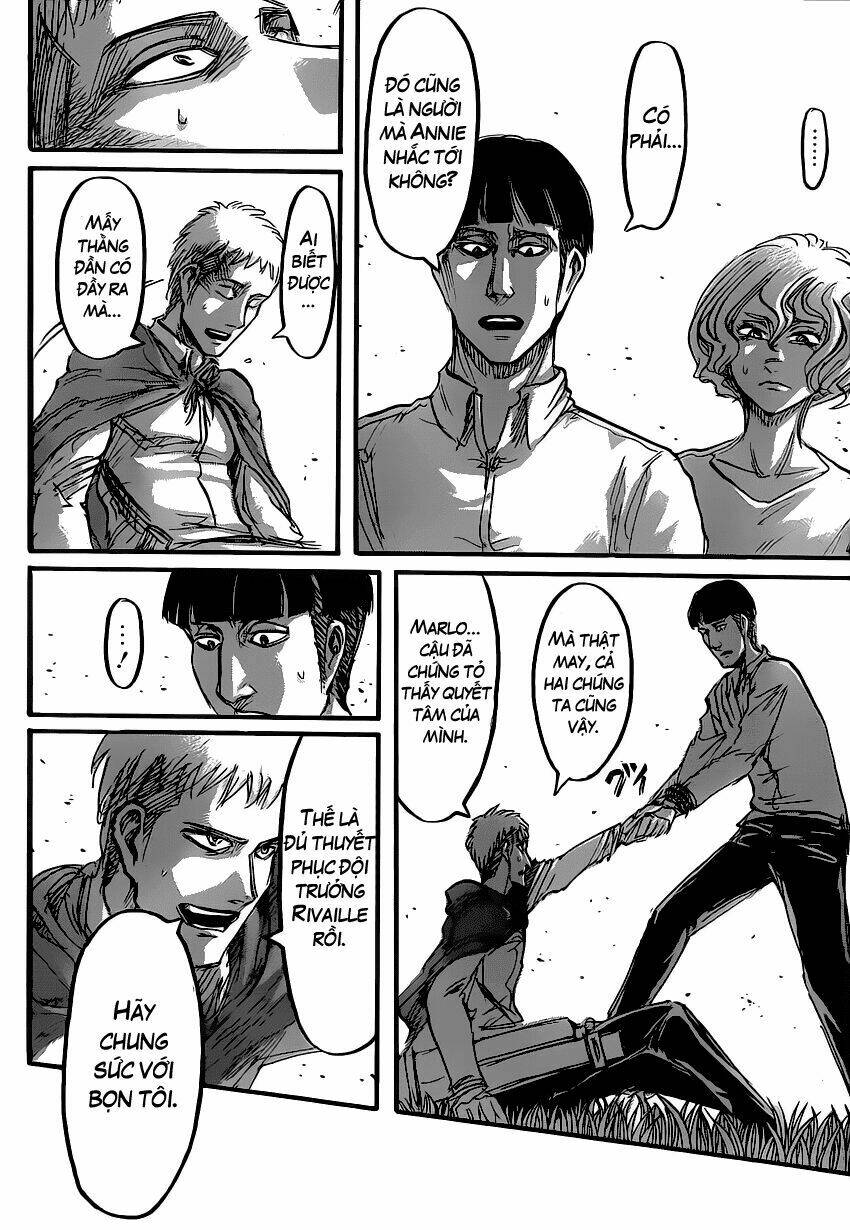 ......
CÓ
PHẢI...
ĐÓ CŨNG
LÀ NGƯỜI
MÀ ANNIE
NHẮC TỚI
KHÔNG?
AI
BIẾT
ĐƯỢC
...
MẤY
THẰNG
ĐẦN CÓ
ĐẦY RA
MÀ...
MÀ THẬT
MAY, CẢ
HAI CHÚNG
TA CŨNG
VẬY.
グイ
MARLO...
CẬU ĐÃ
CHỨNG TỎ
THẤY QUYẾT
TÂM CỦA
MÌNH.
....!
THẾ LÀ
ĐỦ THUYẾT
PHỤC ĐỘI
TRƯỞNG
RIVAILLE
RỒI.
HÃY
CHUNG
SỨC VỚI
BỌN TÔI.